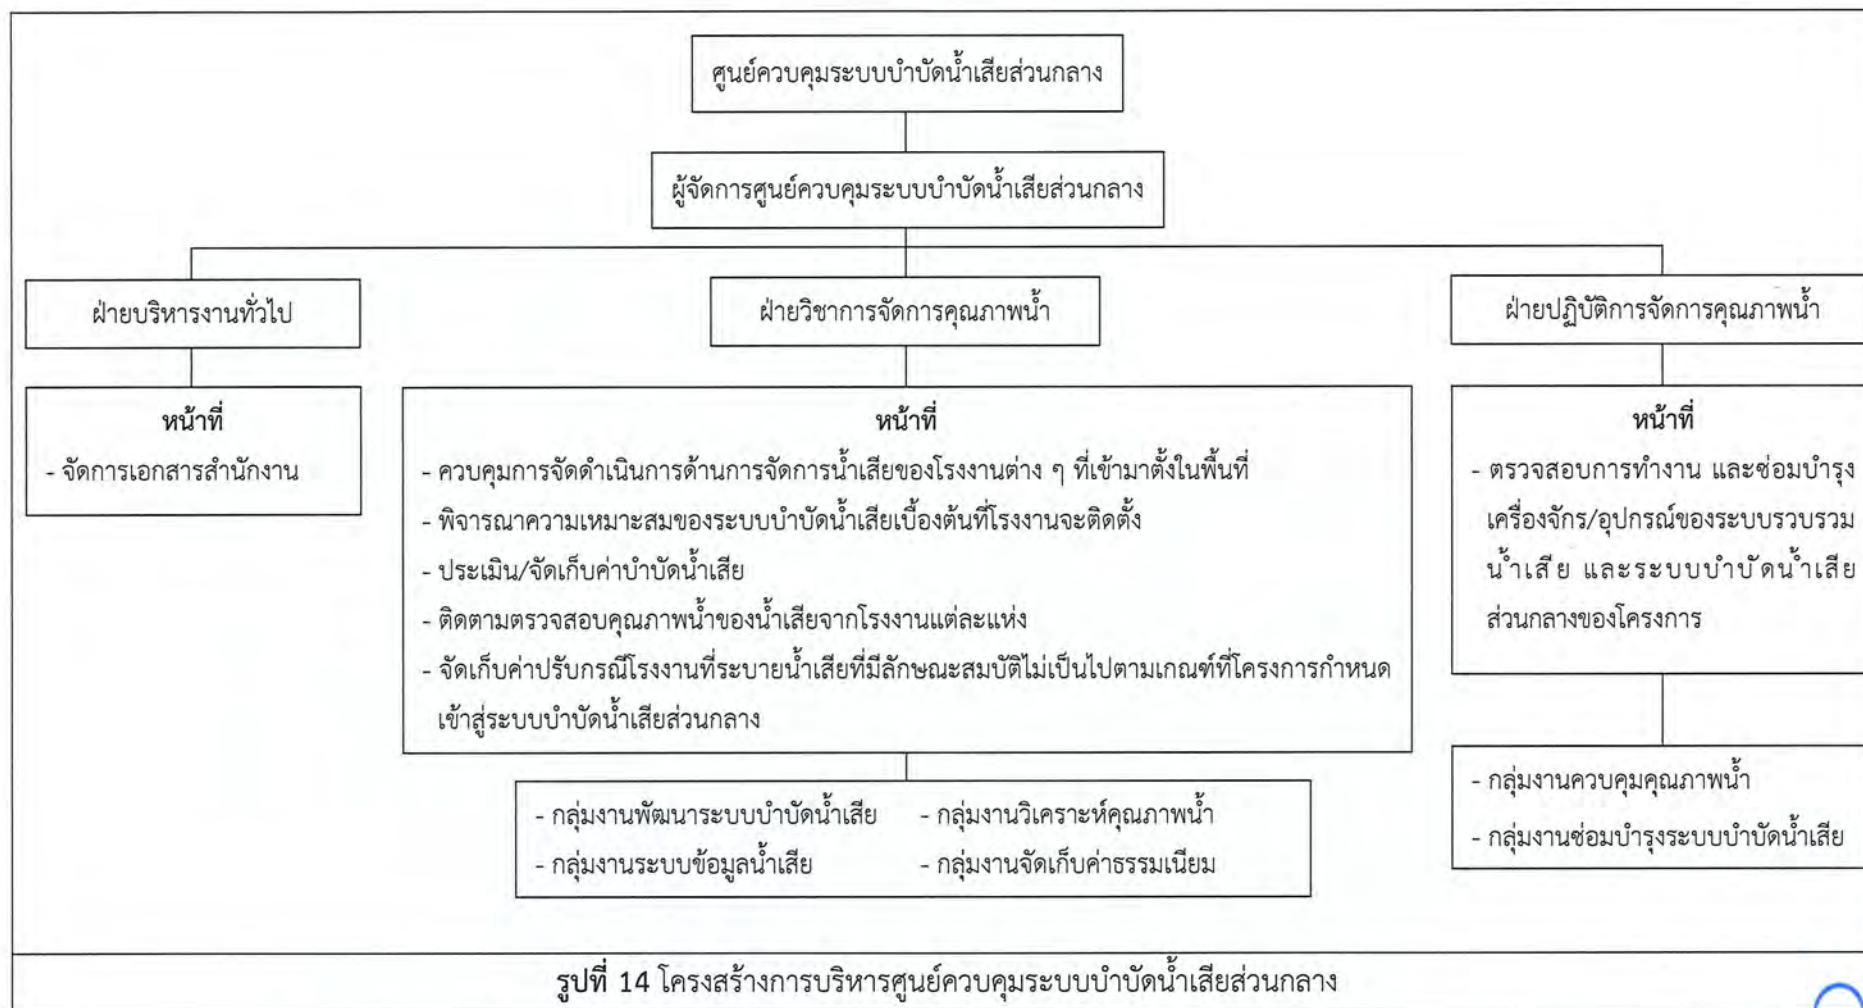 ศูนย์ควบคุมระบบบำบัดน้ำเสียส่วนกลาง
ผู้จัดการศูนย์ควบคุมระบบบำบัดน้ำเสียส่วนกลาง
ฝ่ายบริหารงานทั่วไป
หน้าที่
- จัดการเอกสารสำนักงาน
ฝ่ายวิชาการจัดการคุณภาพน้ำ
หน้าที่
- ควบคุมการจัดดำเนินการด้านการจัดการน้ำเสียของโรงงานต่าง ๆ ที่เข้ามาตั้งในพื้นที่
- พิจารณาความเหมาะสมของระบบบำบัดน้ำเสียเบื้องต้นที่โรงงานจะติดตั้ง
- ประเมิน/จัดเก็บค่าบำบัดน้ำเสีย
- ติดตามตรวจสอบคุณภาพน้ำของน้ำเสียจากโรงงานแต่ละแห่ง
- จัดเก็บค่าปรับกรณีโรงงานที่ระบายน้ำเสียที่มีลักษณะสมบัติไม่เป็นไปตามเกณฑ์ที่โครงการกำหนด
เข้าสู่ระบบบำบัดน้ำเสียส่วนกลาง
- กลุ่มงานพัฒนาระบบบำบัดน้ำเสีย - กลุ่มงานวิเคราะห์คุณภาพน้ำ
- กลุ่มงานระบบข้อมูลน้ำเสีย - กลุ่มงานจัดเก็บค่าธรรมเนียม
ฝ่ายปฏิบัติการจัดการคุณภาพน้ำ
หน้าที่
- ตรวจสอบการทำงาน และซ่อมบำรุง
เครื่องจักร/อุปกรณ์ของระบบรวบรวม
น้ำเสีย และระบบบำบัดน้ำเสีย
ส่วนกลางของโครงการ
- กลุ่มงานควบคุมคุณภาพน้ำ
- กลุ่มงานซ่อมบำรุงระบบบำบัดน้ำเสีย
รูปที่ 14 โครงสร้างการบริหารศูนย์ควบคุมระบบบำบัดน้ำเสียส่วนกลาง